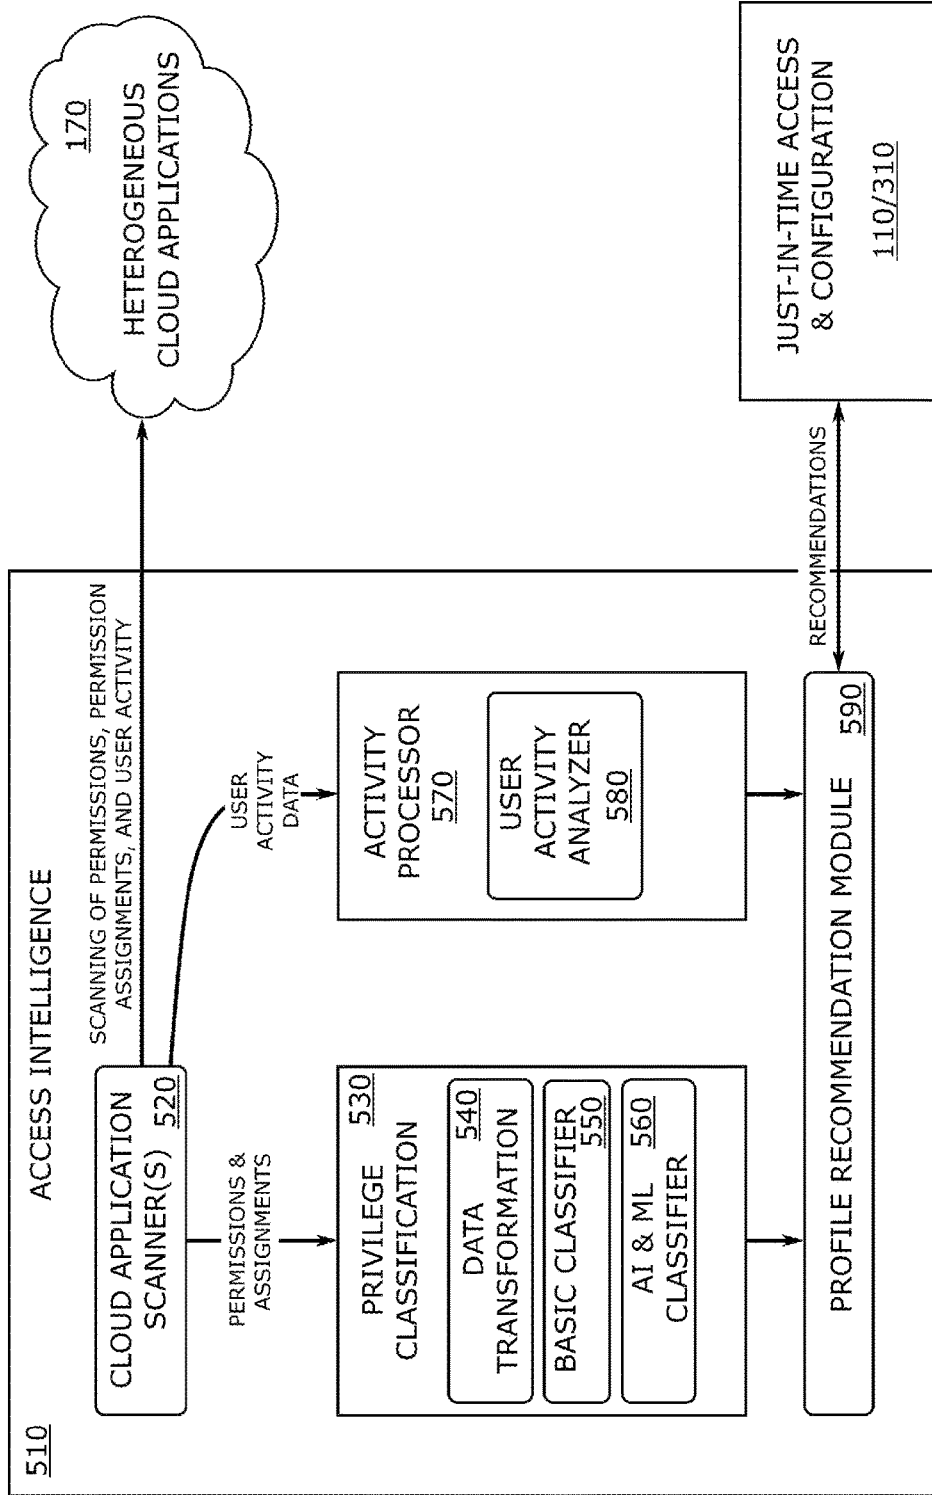 510
ACCESS INTELLIGENCE
CLOUD APPLICATION
SCANNER(S)
520
SCANNING OF PERMISSIONS, PERMISSION
ASSIGNMENTS, AND USER ACTIVITY
170
HETEROGENEOUS
CLOUD APPLICATIONS
PERMISSIONS &
ASSIGNMENTS
USER
ACTIVITY
DATA
PRIVILEGE
CLASSIFICATION
530
DATA
TRANSFORMATION
540
BASIC CLASSIFIER
550
AI & ML
CLASSIFIER
560
ACTIVITY
PROCESSOR
570
USER
ACTIVITY
ANALYZER
580
PROFILE RECOMMENDATION MODULE
590
RECOMMENDATIONS
JUST-IN-TIME ACCESS
& CONFIGURATION
110/310